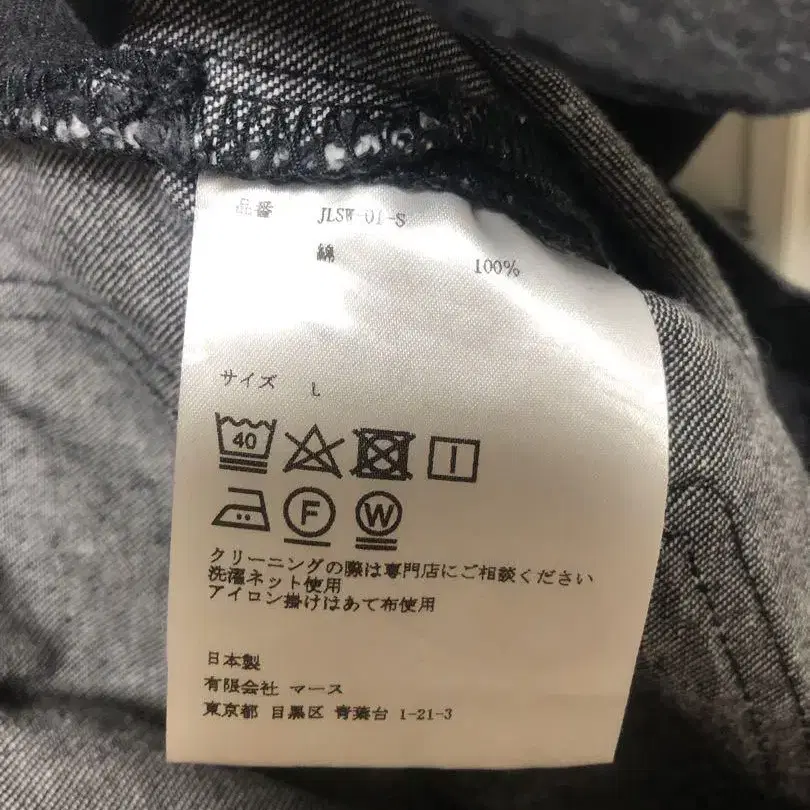 品番 JLSW-01-S
綿 100%
サイズ L
40
F W
クリーニングの際は専門店にご相談ください
洗濯ネット使用
アイロン掛けはあて布使用
日本製
有限会社 マース
東京都 目黒区 青葉台 1-21-3